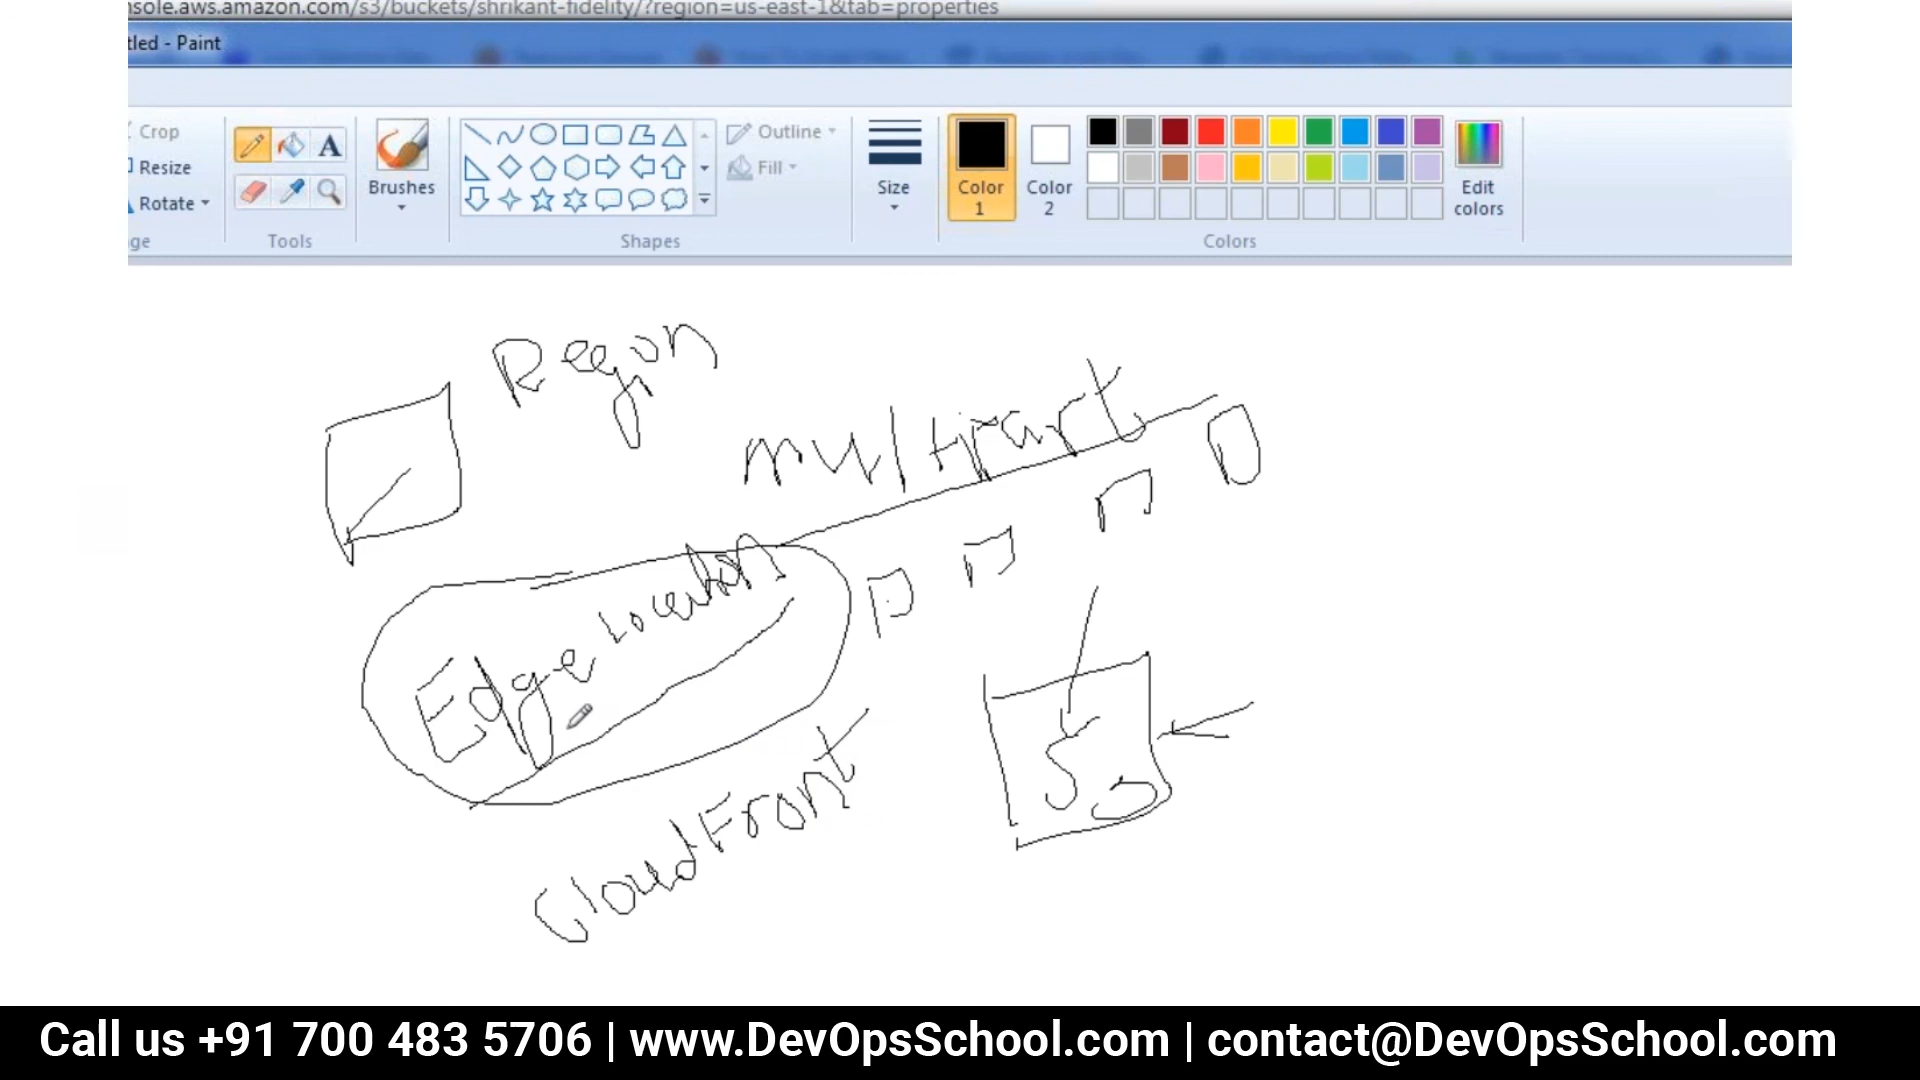 nsole.aws.amazon.com/s3/buckets/shrikant-fidelity/?region=us-east-1&tab=properties
tled - Paint
Crop
Resize
Rotate
ge
Tools
Brushes
Shapes
Outline
Fill
Size
Color 1
Color 2
Edit colors
Colors
Region
multipart
Edge Location
CloudFront
S3
Call us +91 700 483 5706 | www.DevOpsSchool.com | contact@DevOpsSchool.com